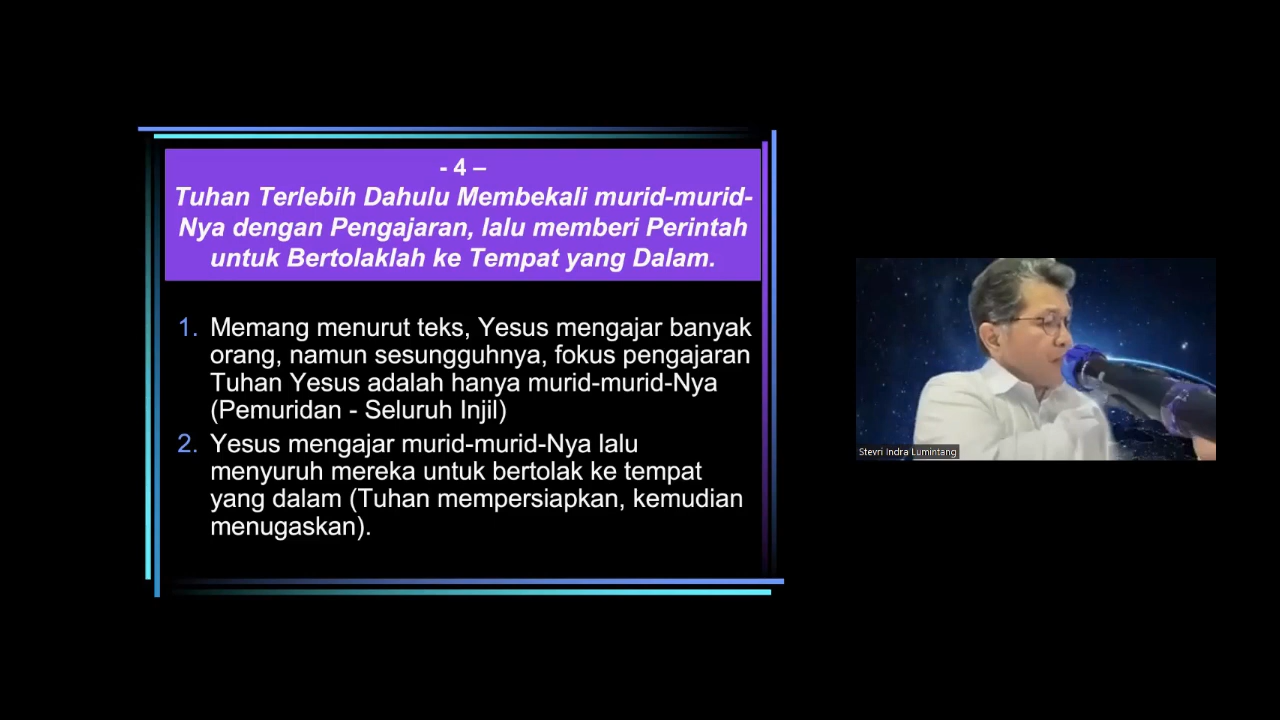 - 4 –
Tuhan Terlebih Dahulu Membekali murid-murid-
Nya dengan Pengajaran, lalu memberi Perintah
untuk Bertolaklah ke Tempat yang Dalam.
1. Memang menurut teks, Yesus mengajar banyak
orang, namun sesungguhnya, fokus pengajaran
Tuhan Yesus adalah hanya murid-murid-Nya
(Pemuridan - Seluruh Injil)
2. Yesus mengajar murid-murid-Nya lalu
menyuruh mereka untuk bertolak ke tempat
yang dalam (Tuhan mempersiapkan, kemudian
menugaskan).
Stevri Indra Lumintang